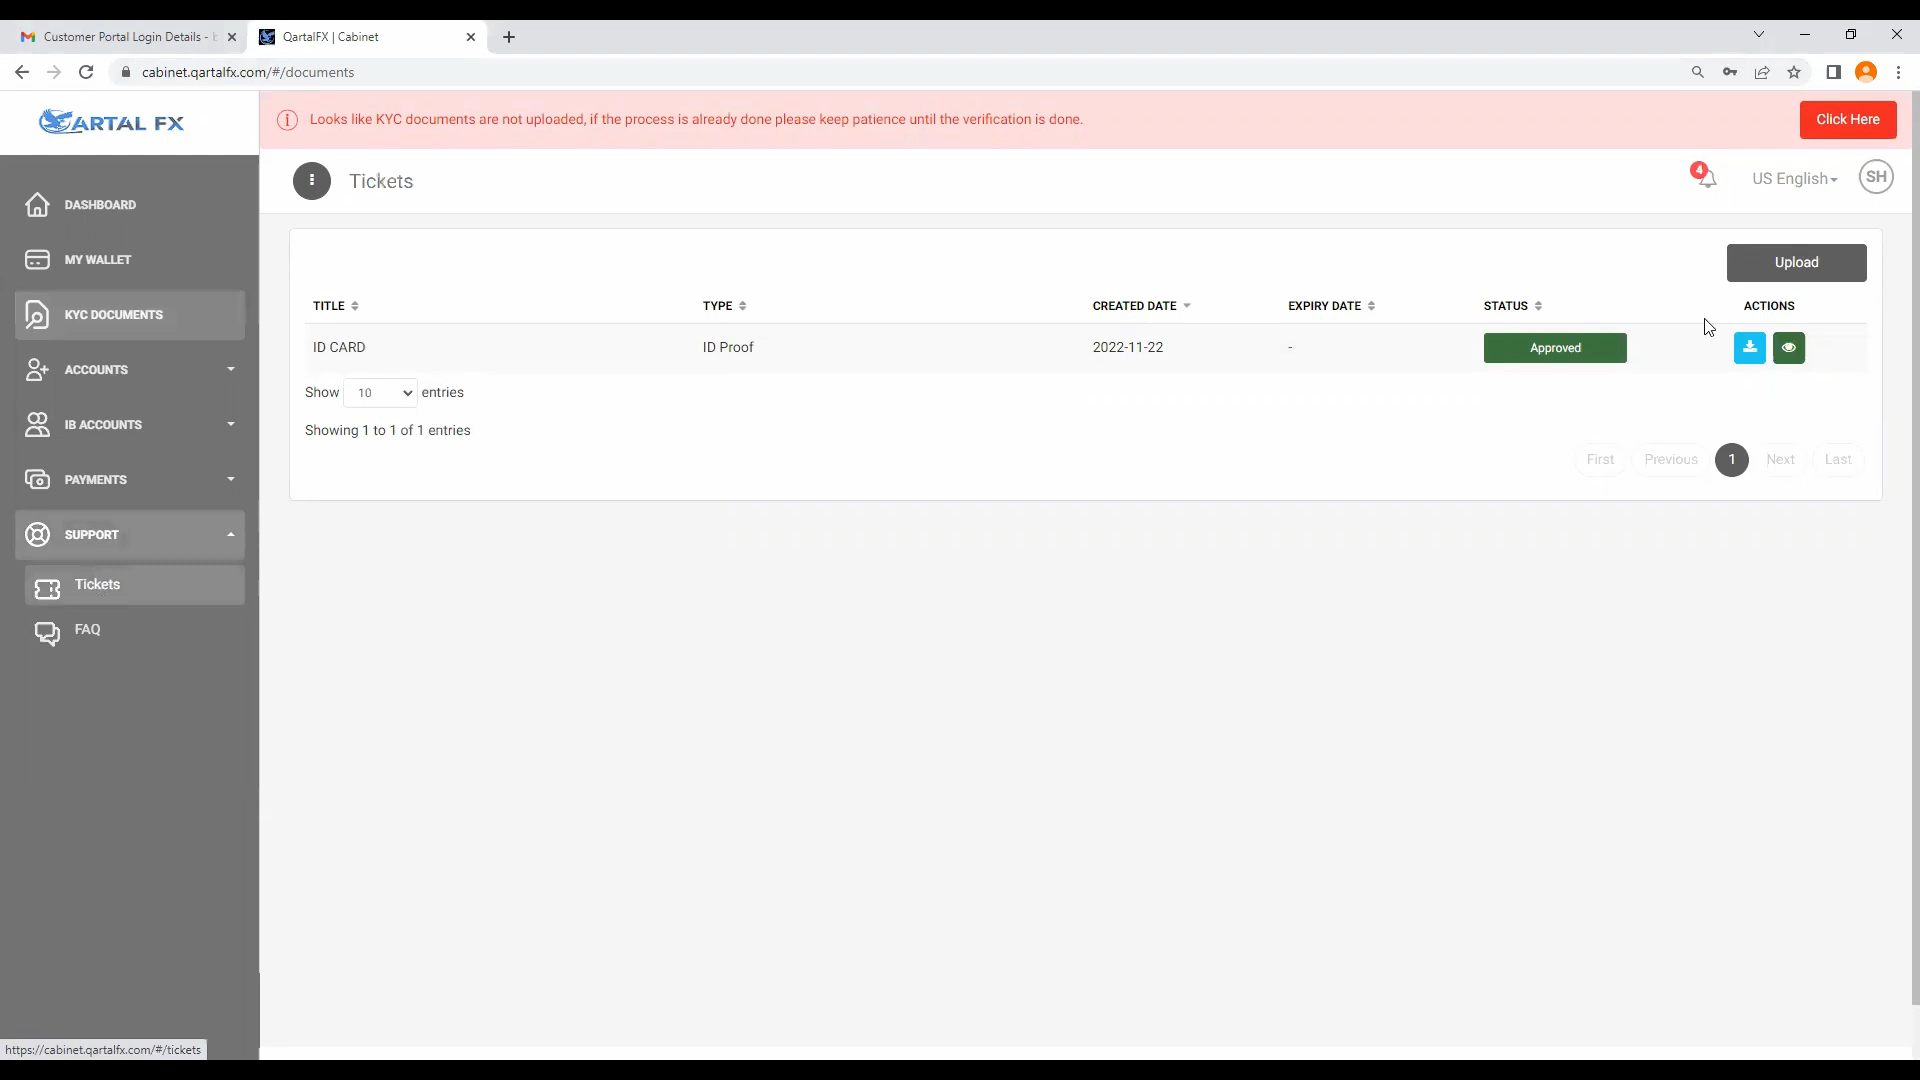 Customer Portal Login Details -
QartalFX | Cabinet
cabinet.qartalfx.com/#/documents
ARTAL FX
Looks like KYC documents are not uploaded, if the process is already done please keep patience until the verification is done.
Click Here
Tickets
4
US English
SH
DASHBOARD
MY WALLET
KYC DOCUMENTS
ACCOUNTS
IB ACCOUNTS
PAYMENTS
SUPPORT
Tickets
FAQ
Upload
TITLE TYPE CREATED DATE EXPIRY DATE STATUS ACTIONS
ID CARD ID Proof 2022-11-22 - Approved
Show 10 entries
Showing 1 to 1 of 1 entries
First Previous 1 Next Last
https://cabinet.qartalfx.com/#/tickets